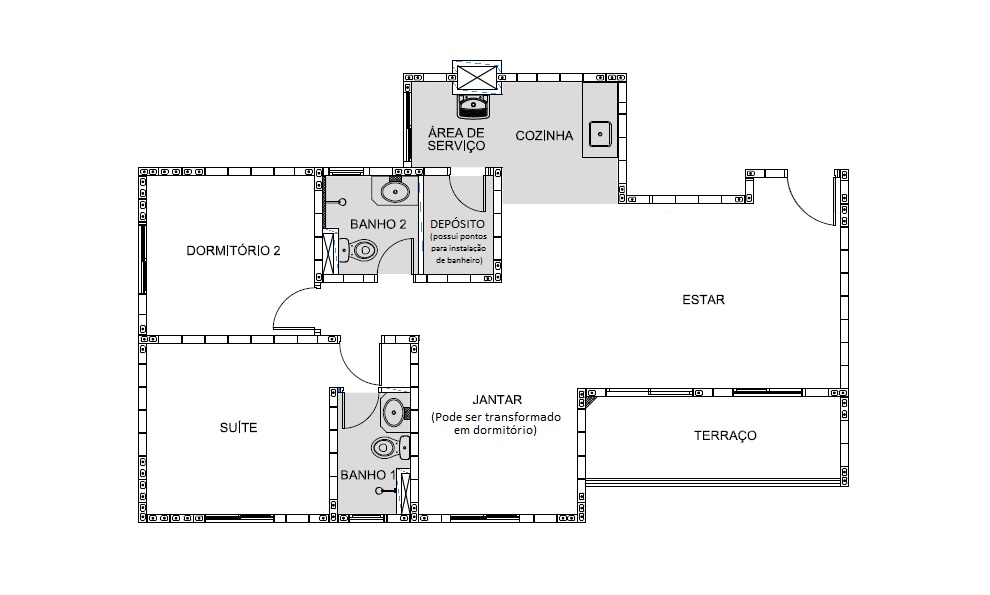 ÁREA DE
SERVIÇO
COZINHA
BANHO 2
DEPÓSITO
(possui pontos
para instalação
de banheiro)
DORMITÓRIO 2
ESTAR
JANTAR
(Pode ser transformado
em dormitório)
SUÍTE
TERRAÇO
BANHO 1